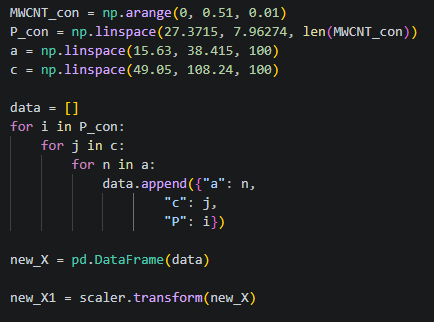 MWCNT_con = np.arange(0, 0.51, 0.01)
P_con = np.linspace(27.3715, 7.96274, len(MWCNT_con))
a = np.linspace(15.63, 38.415, 100)
c = np.linspace(49.05, 108.24, 100)
data = []
for i in P_con:
    for j in c:
        for n in a:
            data.append({"a": n,
                    "c": j,
                    "P": i})
new_X = pd.DataFrame(data)
new_X1 = scaler.transform(new_X)